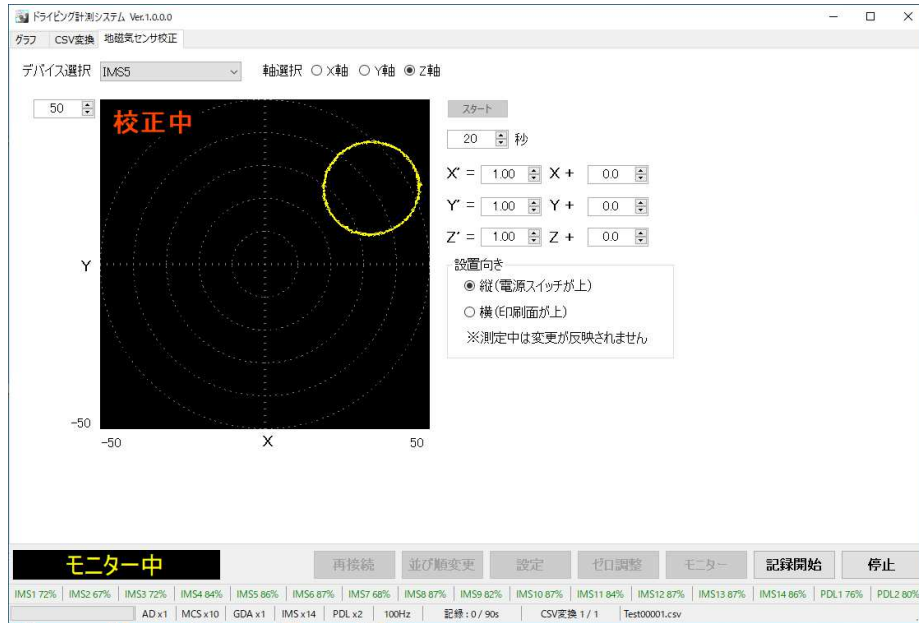 ドライビング計測システム Ver.1.0.0.0
グラフ CSV変換 地磁気センサ校正
デバイス選択 IMS5 軸選択 X軸 Y軸 Z軸
50
校正中
スタート
20 秒
X' = 1.00 X + 0.0
Y' = 1.00 Y + 0.0
Z' = 1.00 Z + 0.0
設置向き
縦(電源スイッチが上)
横(印刷面が上)
※測定中は変更が反映されません
Y
-50
-50 X 50
モニター中 再接続 並び順変更 設定 ゼロ調整 モニター 記録開始 停止
IMS1 72% IMS2 67% IMS3 72% IMS4 84% IMS5 86% IMS6 87% IMS7 68% IMS8 87% IMS9 82% IMS10 87% IMS11 84% IMS12 87% IMS13 87% IMS14 86% PDL1 76% PDL2 80%
AD x1 MCS x10 GDA x1 IMS x14 PDL x2 100Hz 記録 : 0 / 90s CSV変換 1 / 1 Test00001.csv